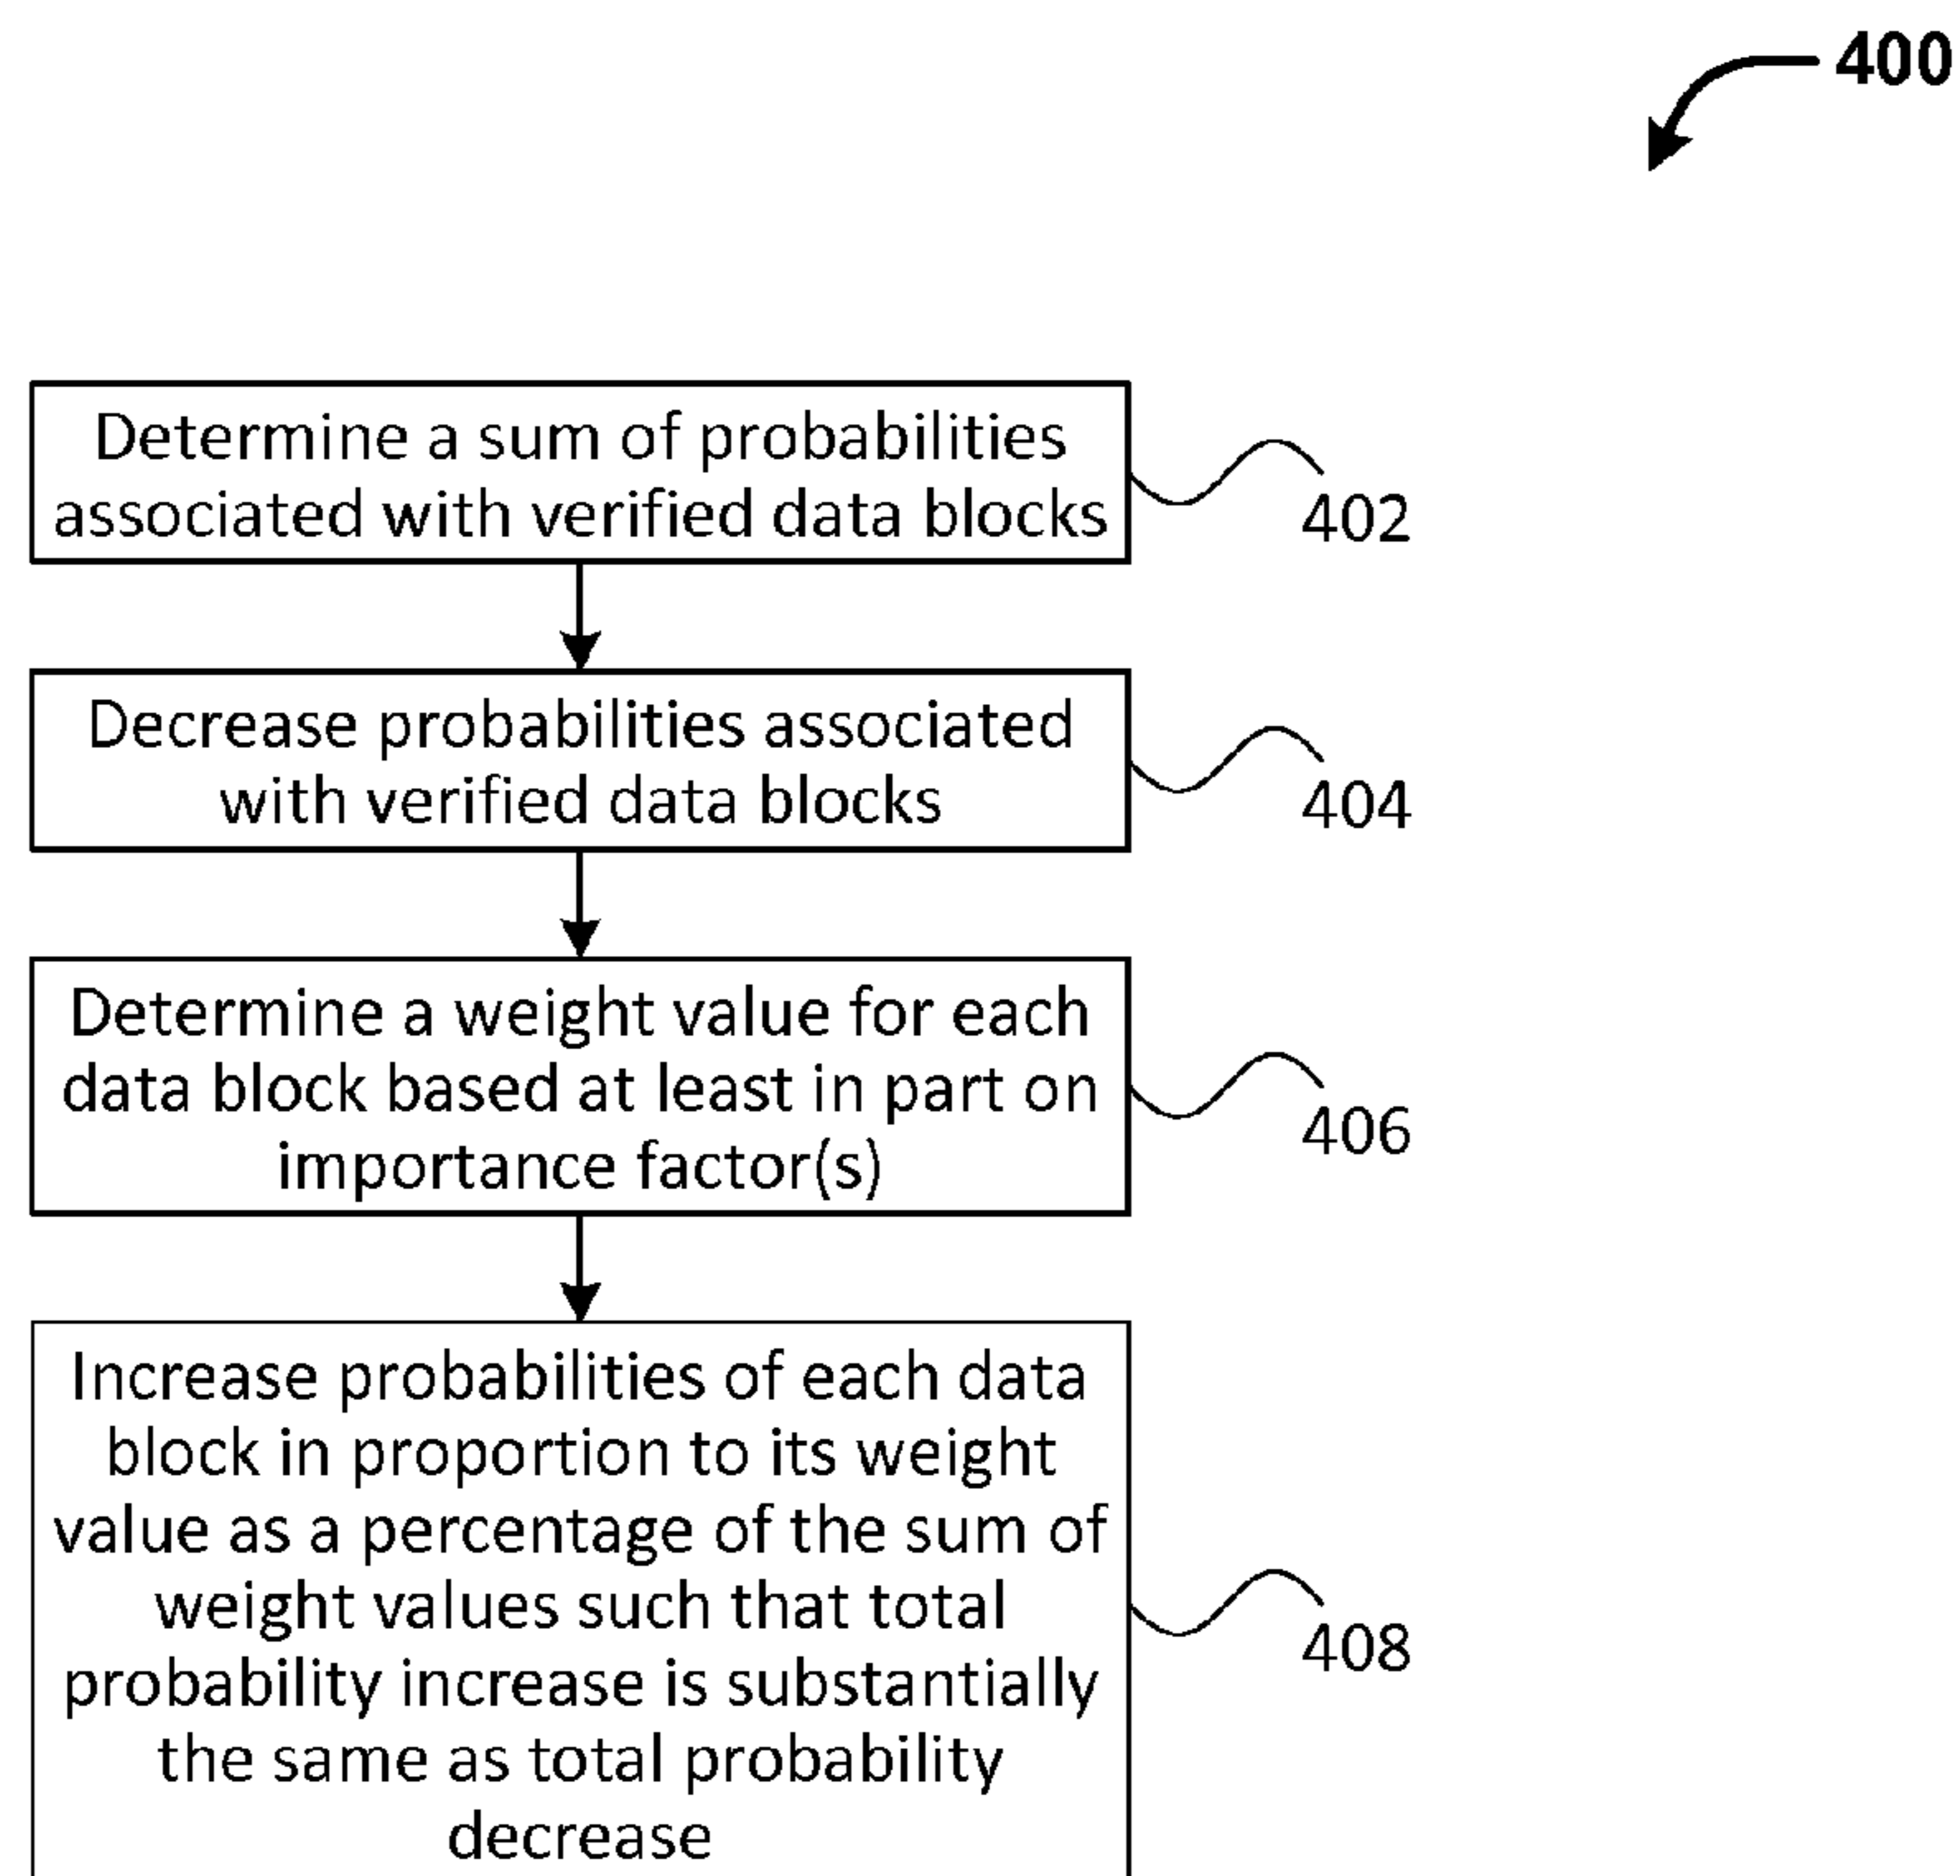 400
Determine a sum of probabilities
associated with verified data blocks
402
Decrease probabilities associated
with verified data blocks
404
Determine a weight value for each
data block based at least in part on
importance factor(s)
406
Increase probabilities of each data
block in proportion to its weight
value as a percentage of the sum of
weight values such that total
probability increase is substantially
the same as total probability
decrease
408